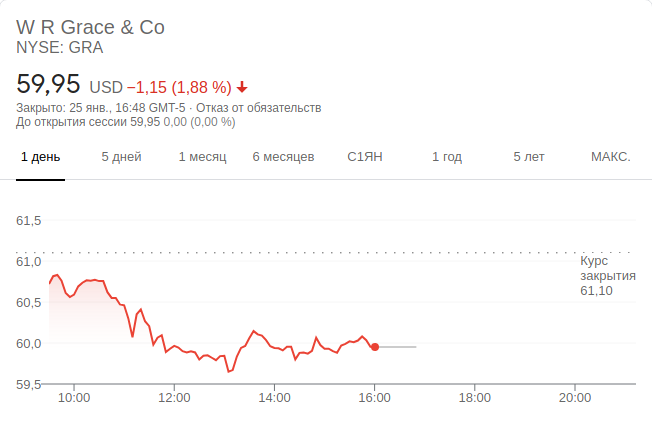 W R Grace & Co
NYSE: GRA
59,95 USD −1,15 (1,88 %)
Закрыто: 25 янв., 16:48 GMT-5 · Отказ от обязательств
До открытия сессии 59,95 0,00 (0,00 %)
1 день 5 дней 1 месяц 6 месяцев С1ЯН 1 год 5 лет МАКС.
61,5
61,0
60,5
60,0
59,5
Курс
закрытия
61,10
10:00 12:00 14:00 16:00 18:00 20:00